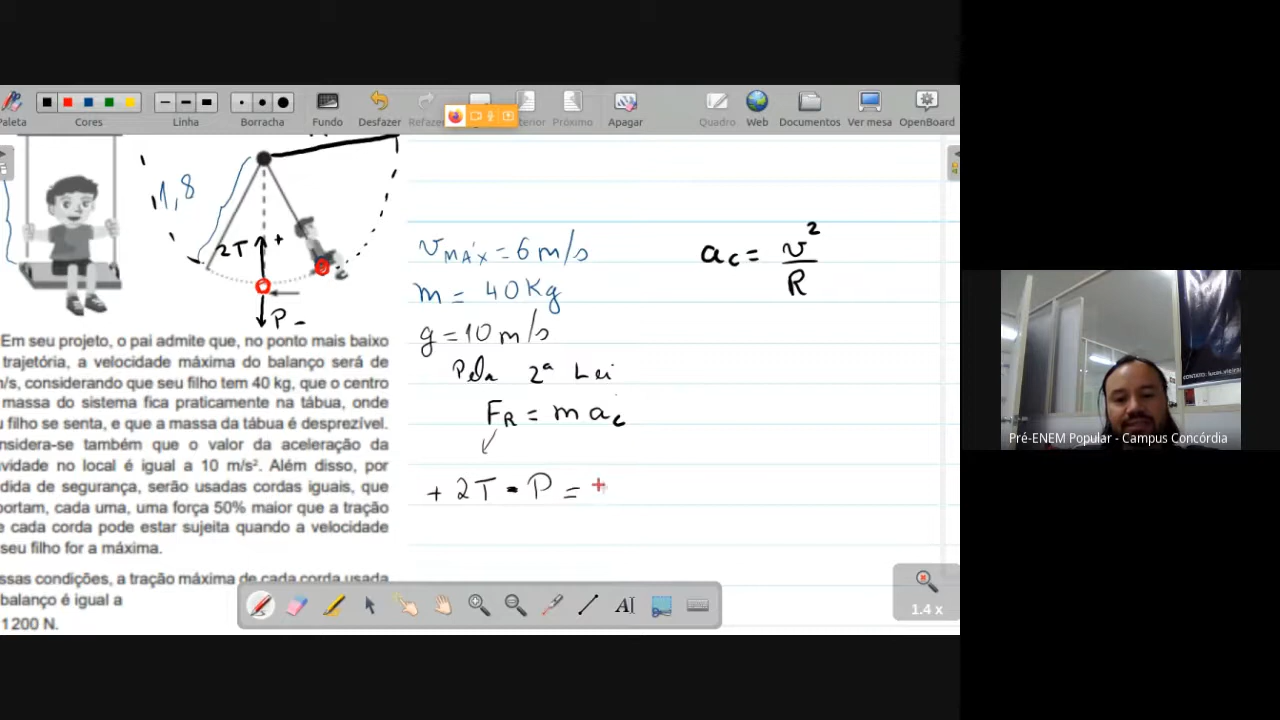 Paleta Cores Linha Borracha Fundo Desfazer Refazer Próximo Apagar Quadro Web Documentos Ver mesa OpenBoard
1,8
2T +
P -
v MÁX = 6 m/s
m = 40 Kg
g = 10 m/s
Pela 2ª Lei
FR = m ac
+ 2T - P = +
ac = v²
R
Em seu projeto, o pai admite que, no ponto mais baixo
trajetória, a velocidade máxima do balanço será de
m/s, considerando que seu filho tem 40 kg, que o centro
massa do sistema fica praticamente na tábua, onde
filho se senta, e que a massa da tábua é desprezível.
nsidera-se também que o valor da aceleração da
vidade no local é igual a 10 m/s². Além disso, por
dida de segurança, serão usadas cordas iguais, que
portam, cada uma, uma força 50% maior que a tração
e cada corda pode estar sujeita quando a velocidade
seu filho for a máxima.
ssas condições, a tração máxima de cada corda usada
balanço é igual a
1 200 N.
1.4 x
Pré-ENEM Popular - Campus Concórdia